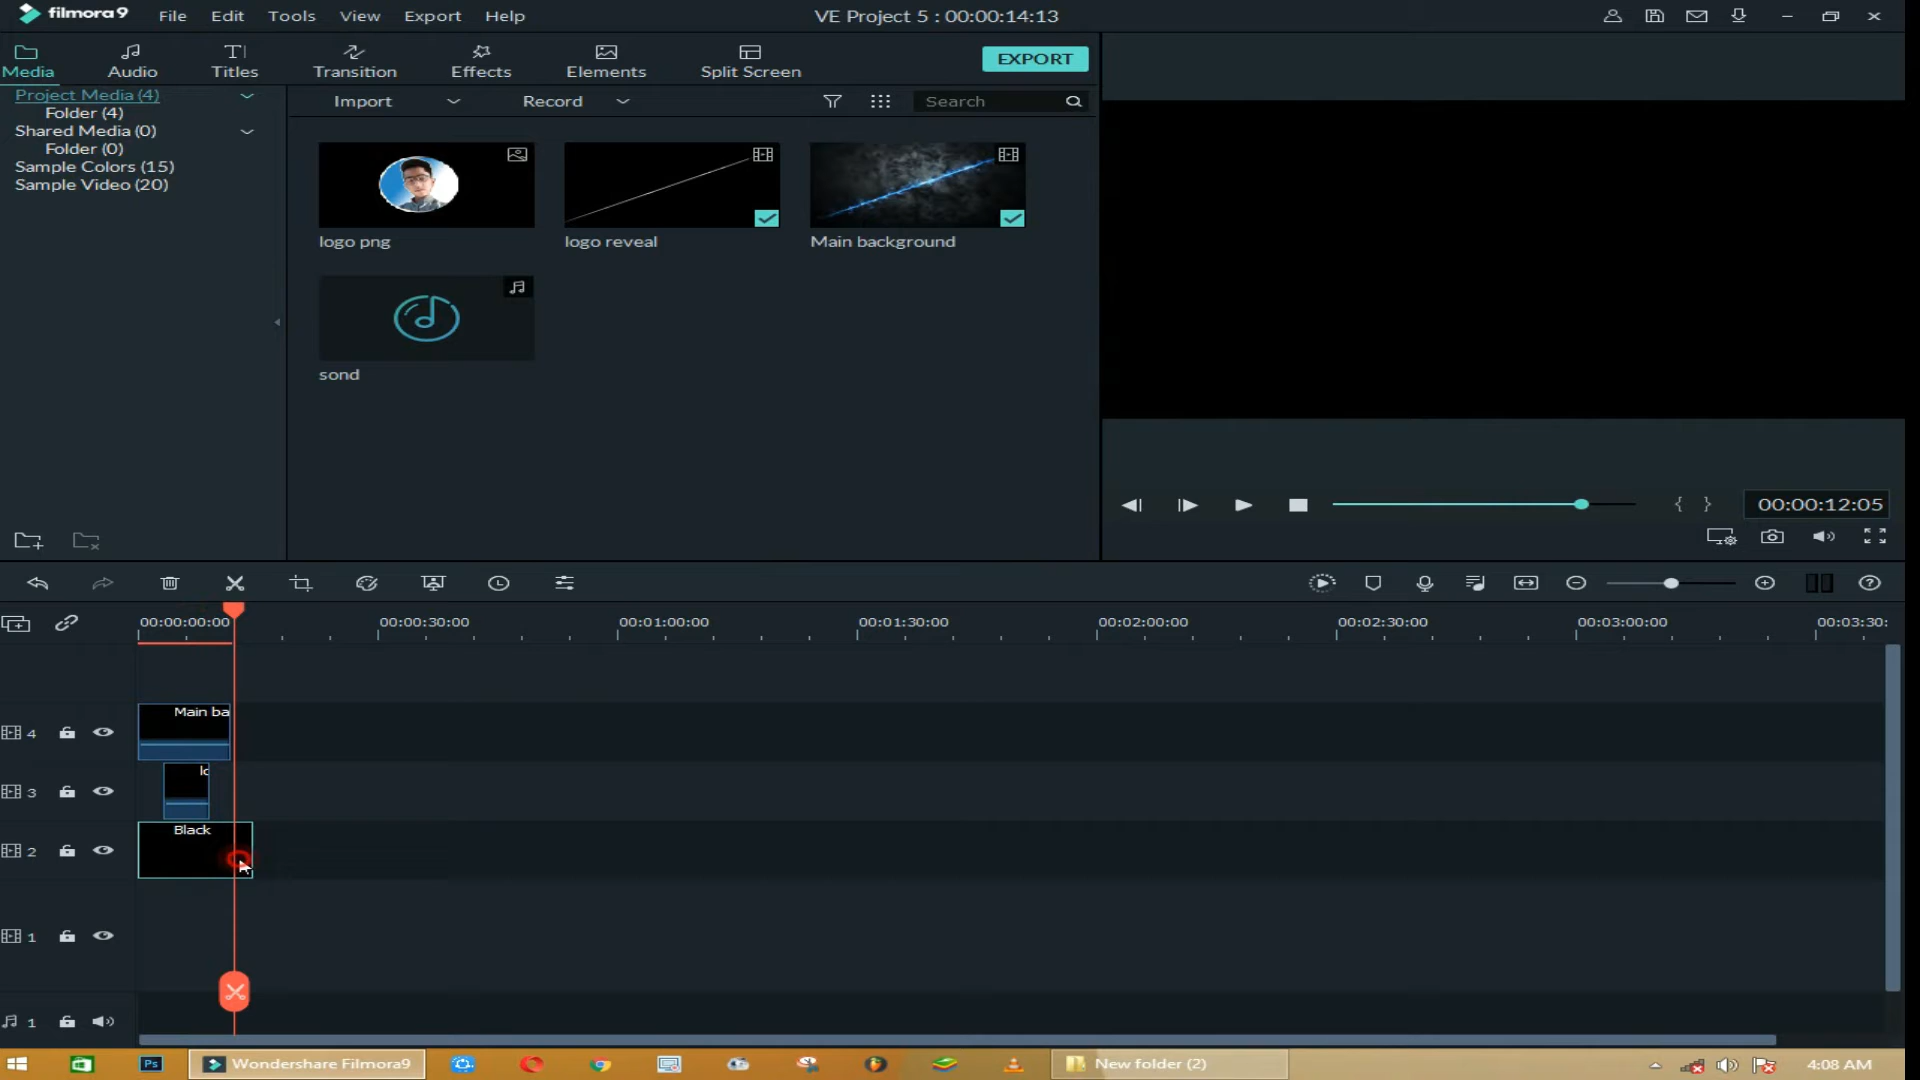 filmora9 File Edit Tools View Export Help VE Project 5 : 00:00:14:13
Media Audio Titles Transition Effects Elements Split Screen EXPORT
Project Media (4)
Folder (4)
Shared Media (0)
Folder (0)
Sample Colors (15)
Sample Video (20)
Import Record Search
logo png logo reveal Main background
sond
00:00:12:05
00:00:00:00 00:00:30:00 00:01:00:00 00:01:30:00 00:02:00:00 00:02:30:00 00:03:00:00 00:03:30:
Main ba
4
lo
3
Black
2
1
1
Ps Wondershare Filmora9 New folder (2) 4:08 AM